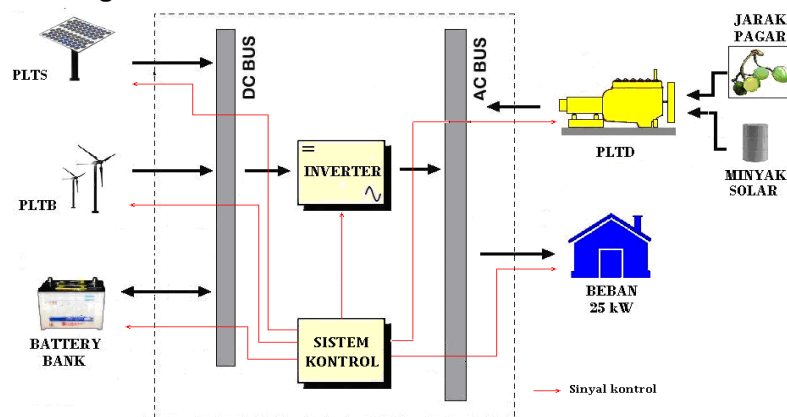 PLTS
PLTB
BATTERY
BANK
DC BUS
INVERTER
SISTEM
KONTROL
AC BUS
PLTD
JARAK
PAGAR
MINYAK
SOLAR
BEBAN
25 kW
Sinyal kontrol